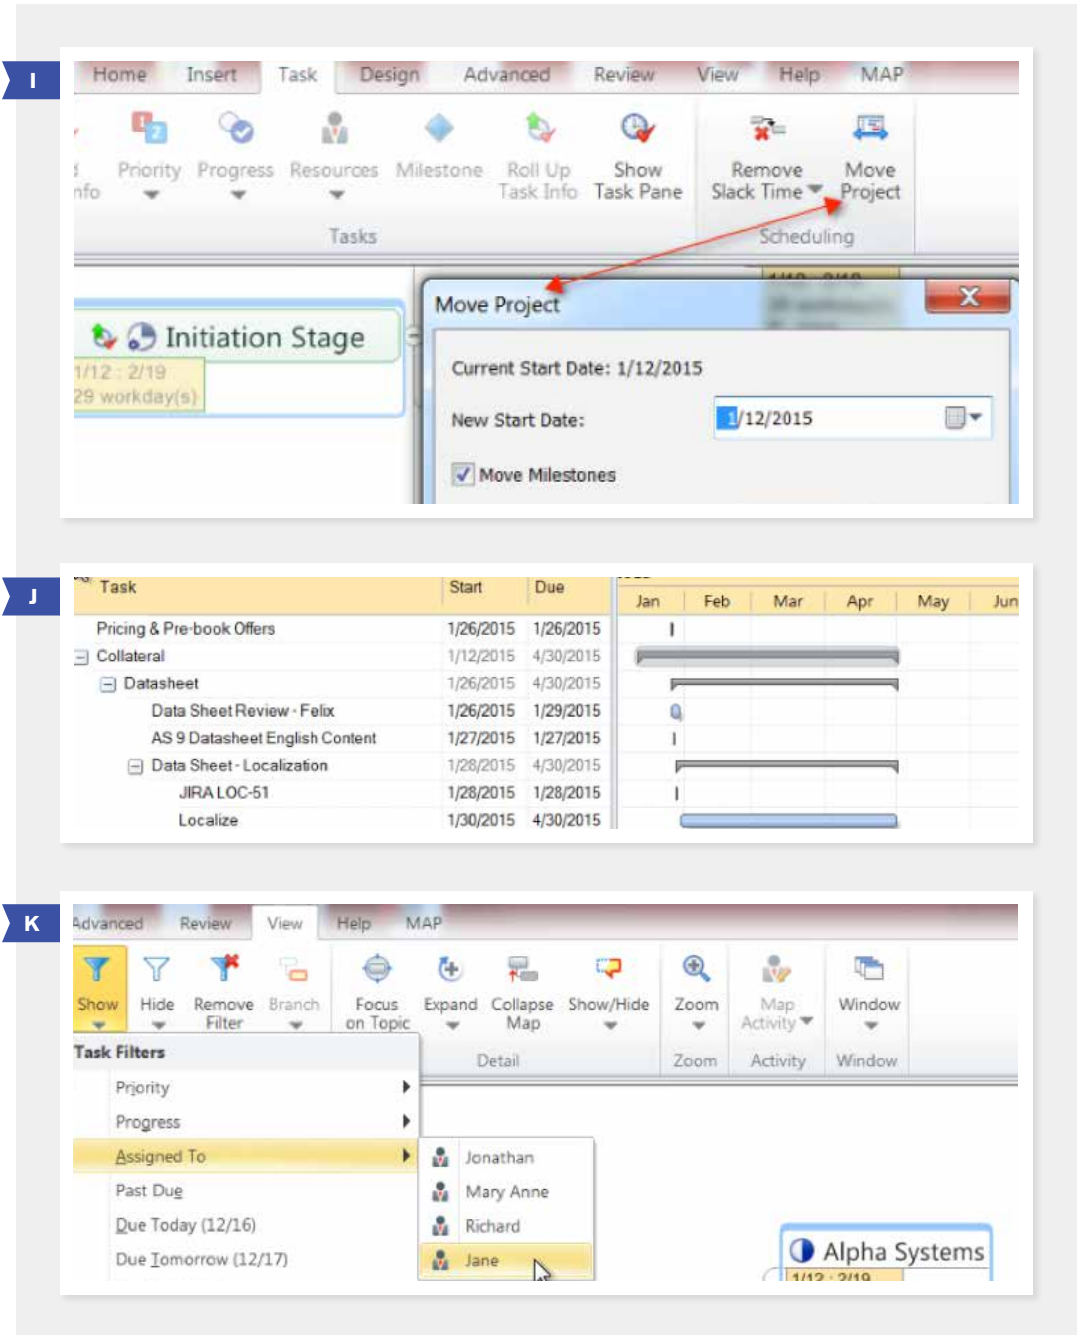 I
Home Insert Task Design Advanced Review View Help MAP
Priority Progress Resources Milestone Roll Up Task Info Show Task Pane Remove Slack Time Move Project
nfo
Tasks Scheduling
Move Project
Initiation Stage
1/12 : 2/19
29 workday(s)
Current Start Date: 1/12/2015
New Start Date: 1/12/2015
Move Milestones
J
Task Start Due Jan Feb Mar Apr May Jun
Pricing & Pre-book Offers 1/26/2015 1/26/2015
Collateral 1/12/2015 4/30/2015
Datasheet 1/26/2015 4/30/2015
Data Sheet Review - Felix 1/26/2015 1/29/2015
AS 9 Datasheet English Content 1/27/2015 1/27/2015
Data Sheet - Localization 1/28/2015 4/30/2015
JIRA LOC-51 1/28/2015 1/28/2015
Localize 1/30/2015 4/30/2015
K
Advanced Review View Help MAP
Show Hide Remove Filter Branch Focus on Topic Expand Collapse Map Show/Hide Zoom Map Activity Window
Detail Zoom Activity Window
Task Filters
Priority
Progress
Assigned To
Past Due
Due Today (12/16)
Due Tomorrow (12/17)
Jonathan
Mary Anne
Richard
Jane
Alpha Systems
1/12 : 2/19